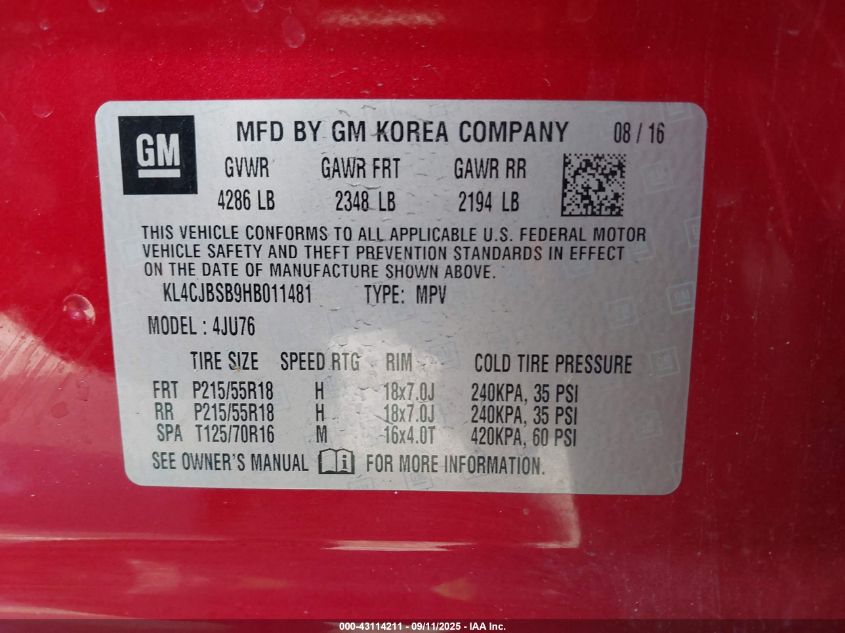 GM
MFD BY GM KOREA COMPANY 08 / 16
GVWR GAWR FRT GAWR RR
4286 LB 2348 LB 2194 LB
THIS VEHICLE CONFORMS TO ALL APPLICABLE U.S. FEDERAL MOTOR
VEHICLE SAFETY AND THEFT PREVENTION STANDARDS IN EFFECT
ON THE DATE OF MANUFACTURE SHOWN ABOVE.
KL4CJBSB9HB011481 TYPE: MPV
MODEL : 4JU76
TIRE SIZE SPEED RTG RIM COLD TIRE PRESSURE
FRT P215/55R18 H 18x7.0J 240KPA, 35 PSI
RR P215/55R18 H 18x7.0J 240KPA, 35 PSI
SPA T125/70R16 M 16x4.0T 420KPA, 60 PSI
SEE OWNER'S MANUAL i FOR MORE INFORMATION.
000-43114211 - 09/11/2025 - IAA Inc.